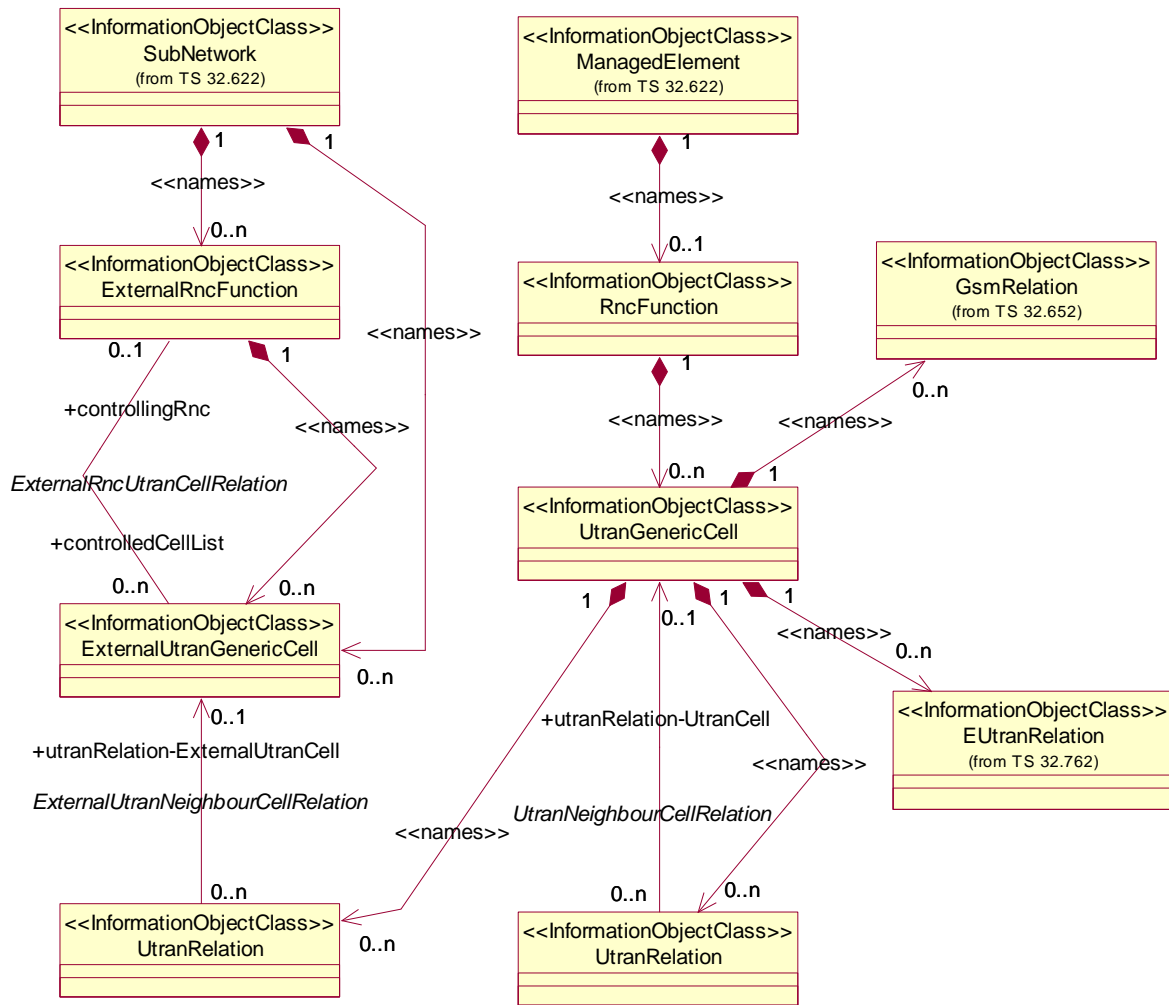 <<InformationObjectClass>>
SubNetwork
(from TS 32.622)
1
1
<<names>>
0..n
<<InformationObjectClass>>
ManagedElement
(from TS 32.622)
1
<<names>>
0..1
<<InformationObjectClass>>
ExternalRncFunction
0..1
1
<<names>>
+controllingRnc
<<names>>
ExternalRncUtranCellRelation
+controlledCellList
0..n
0..n
<<InformationObjectClass>>
RncFunction
1
<<names>>
0..n
<<InformationObjectClass>>
GsmRelation
(from TS 32.652)
0..n
1
<<InformationObjectClass>>
UtranGenericCell
1
0..1
1
1
<<names>>
0..n
<<InformationObjectClass>>
ExternalUtranGenericCell
0..n
0..1
+utranRelation-ExternalUtranCell
ExternalUtranNeighbourCellRelation
0..n
+utranRelation-UtranCell
<<names>>
UtranNeighbourCellRelation
<<names>>
0..n
0..n
0..n
<<InformationObjectClass>>
EUtranRelation
(from TS 32.762)
<<InformationObjectClass>>
UtranRelation
<<InformationObjectClass>>
UtranRelation